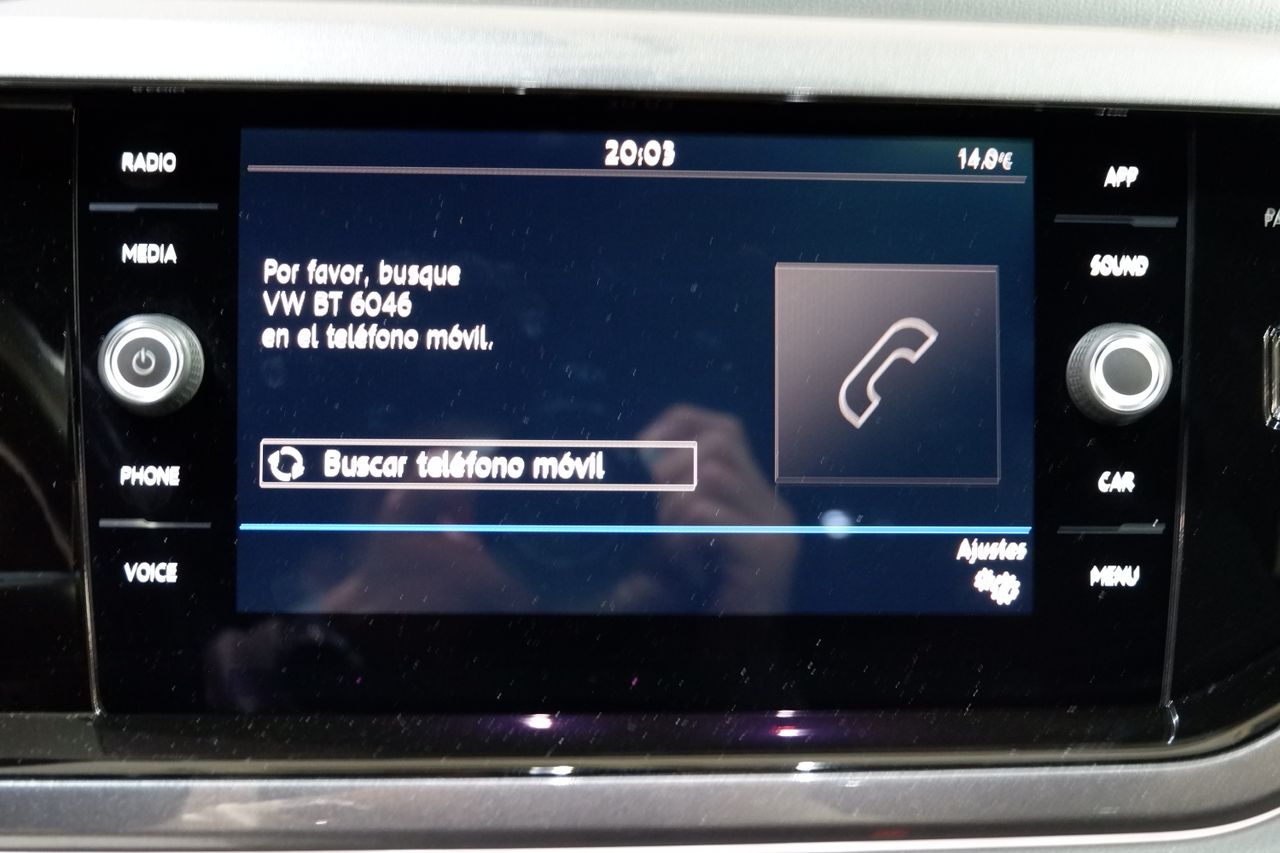 20:03
14.0°C
RADIO
MEDIA
PHONE
VOICE
Por favor, busque
VW BT 6046
en el teléfono móvil.
Buscar teléfono móvil
Ajustes
APP
SOUND
CAR
MENU